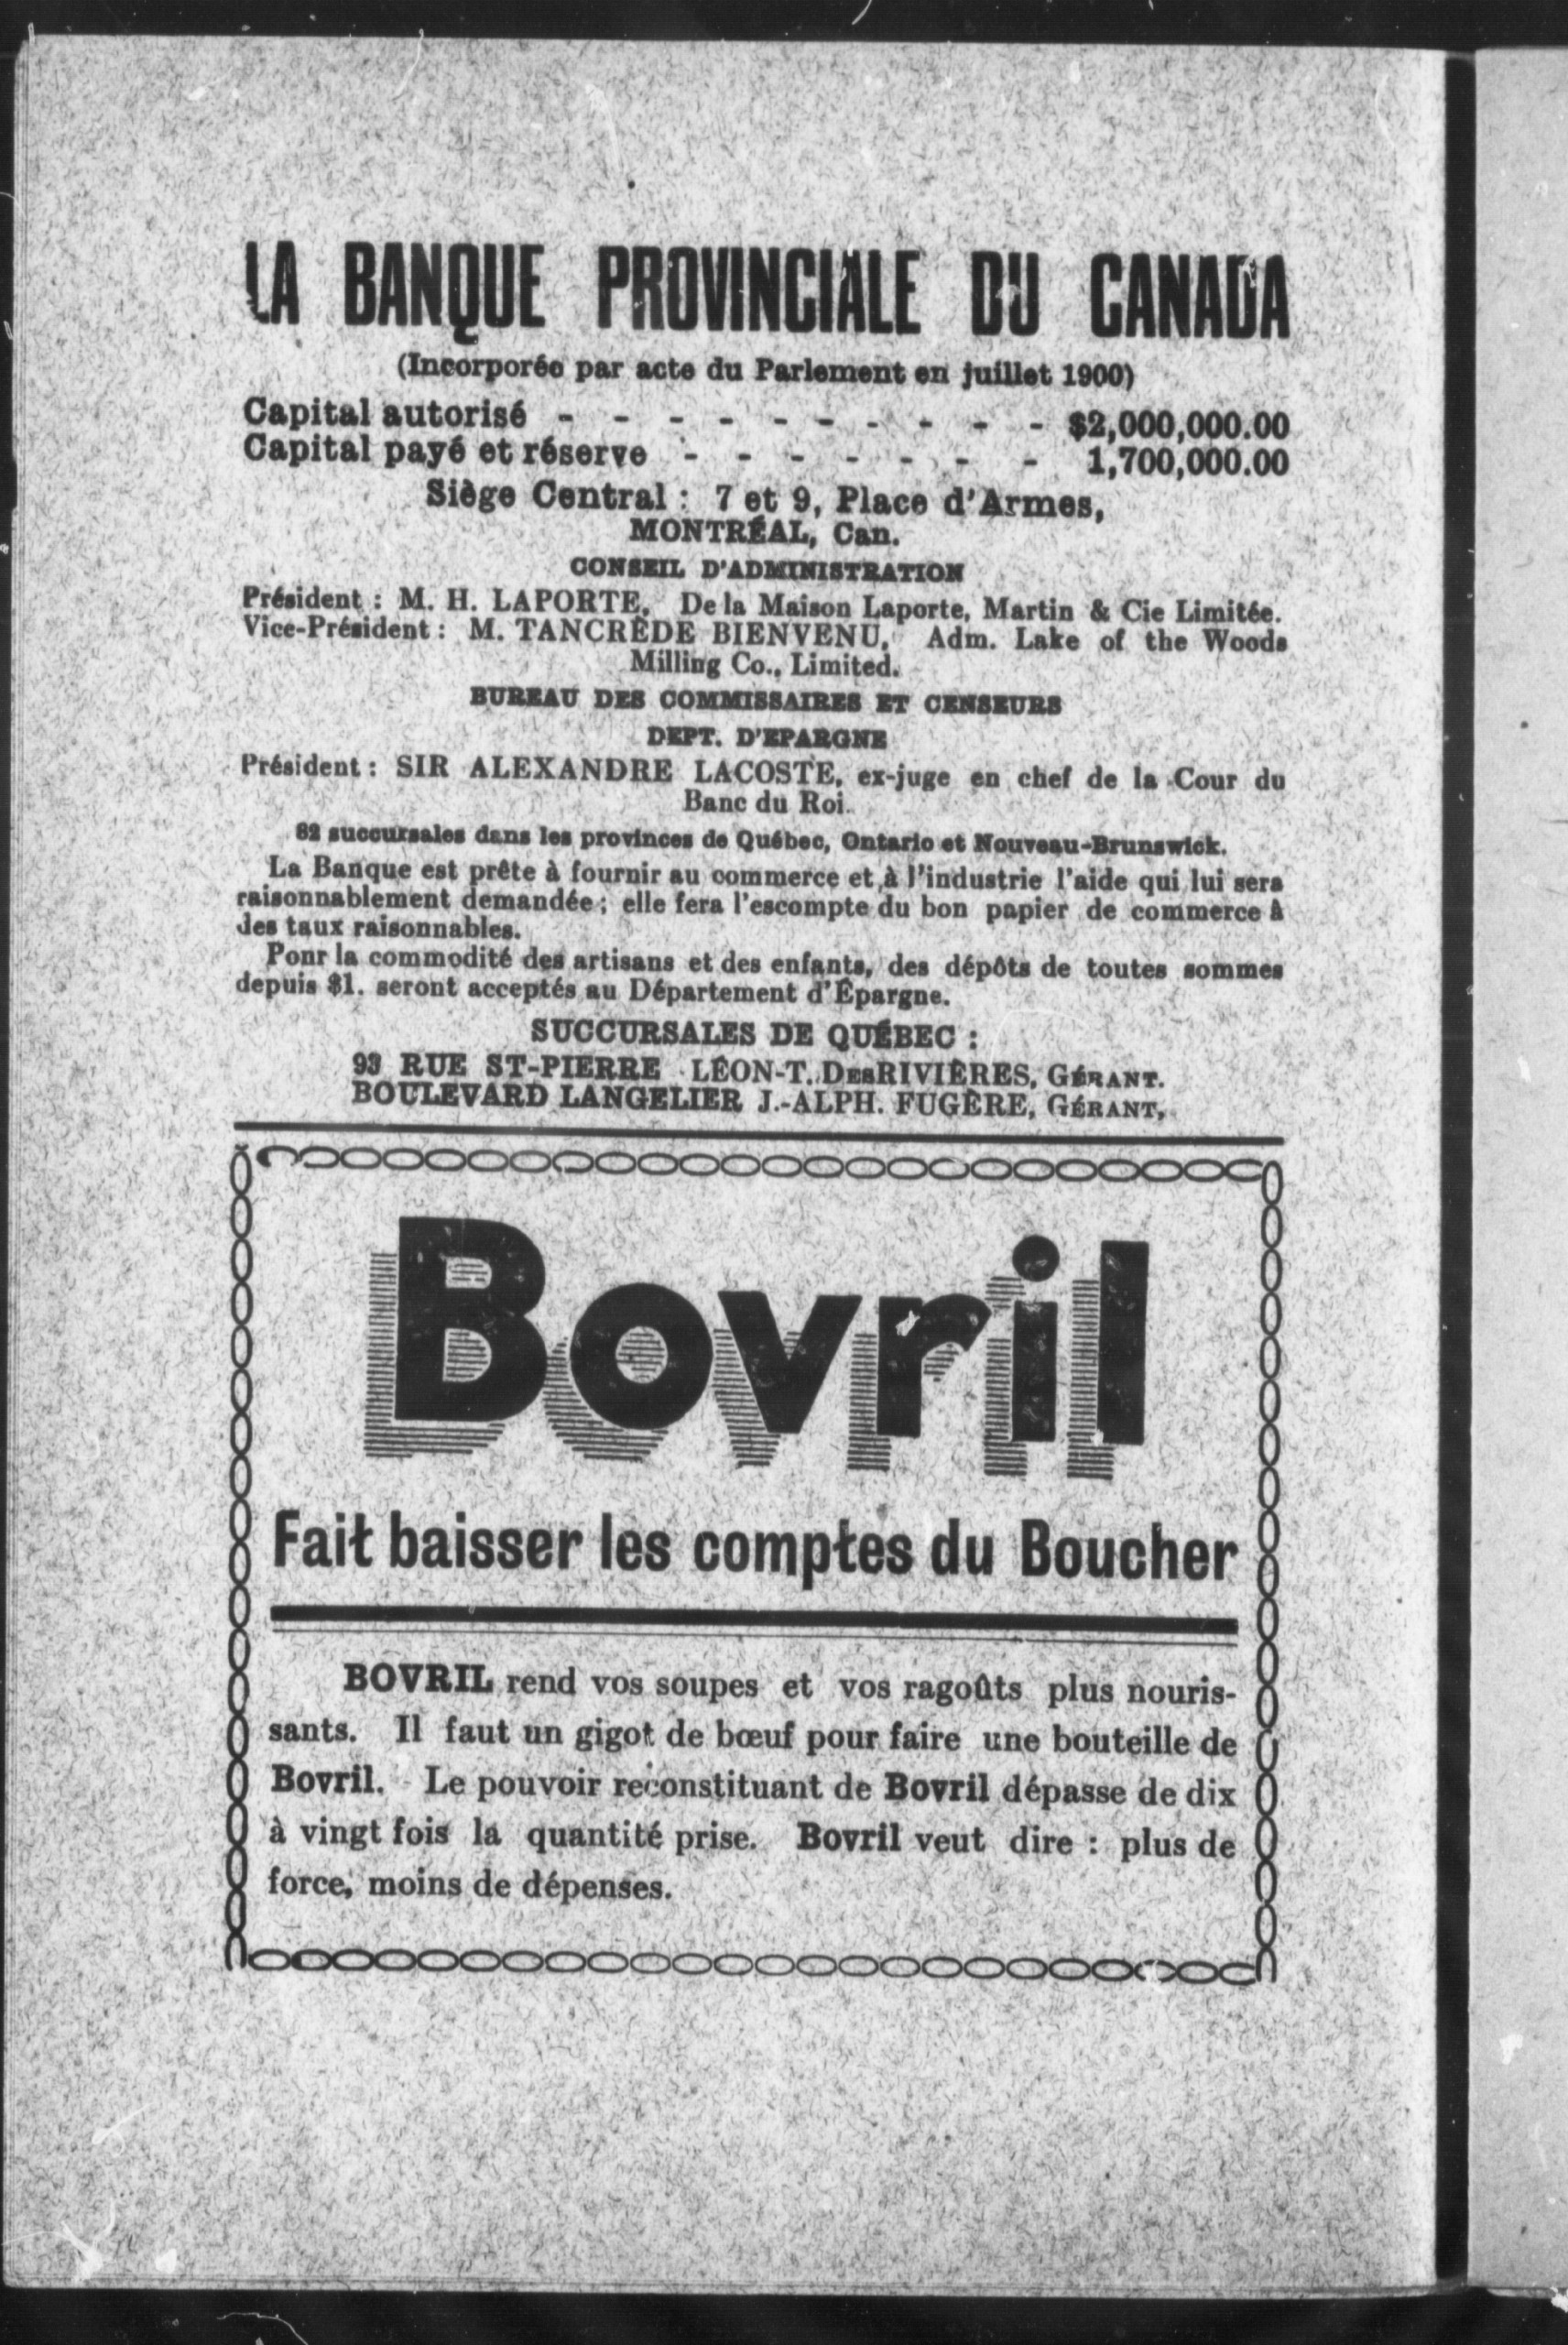 LA BANQUE PROVINCIALE DU CANADA
(Incorporée par acte du Parlement en juillet 1900)
Capital autorisé - - - - - - - - - - $2,000,000.00
Capital payé et réserve - - - - - - - 1,700,000.00
Siège Central : 7 et 9, Place d'Armes,
MONTRÉAL, Can.
CONSEIL D'ADMINISTRATION
Président : M. H. LAPORTE, De la Maison Laporte, Martin & Cie Limitée.
Vice-Président : M. TANCRÈDE BIENVENU, Adm. Lake of the Woods
Milling Co., Limited.
BUREAU DES COMMISSAIRES ET CENSEURS
DEPT. D'EPARGNE
Président : SIR ALEXANDRE LACOSTE, ex-juge en chef de la Cour du
Banc du Roi.
82 succursales dans les provinces de Québec, Ontario et Nouveau-Brunswick.
La Banque est prête à fournir au commerce et à l'industrie l'aide qui lui sera
raisonnablement demandée ; elle fera l'escompte du bon papier de commerce à
des taux raisonnables.
Ponr la commodité des artisans et des enfants, des dépôts de toutes sommes
depuis $1. seront acceptés au Département d'Épargne.
SUCCURSALES DE QUÉBEC :
93 RUE ST-PIERRE LÉON-T. DESRIVIÈRES, GÉRANT.
BOULEVARD LANGELIER J.-ALPH. FUGÈRE, GÉRANT,
Bovril
Fait baisser les comptes du Boucher
BOVRIL rend vos soupes et vos ragoûts plus nouris-
sants. Il faut un gigot de bœuf pour faire une bouteille de
Bovril. Le pouvoir reconstituant de Bovril dépasse de dix
à vingt fois la quantité prise. Bovril veut dire : plus de
force, moins de dépenses.